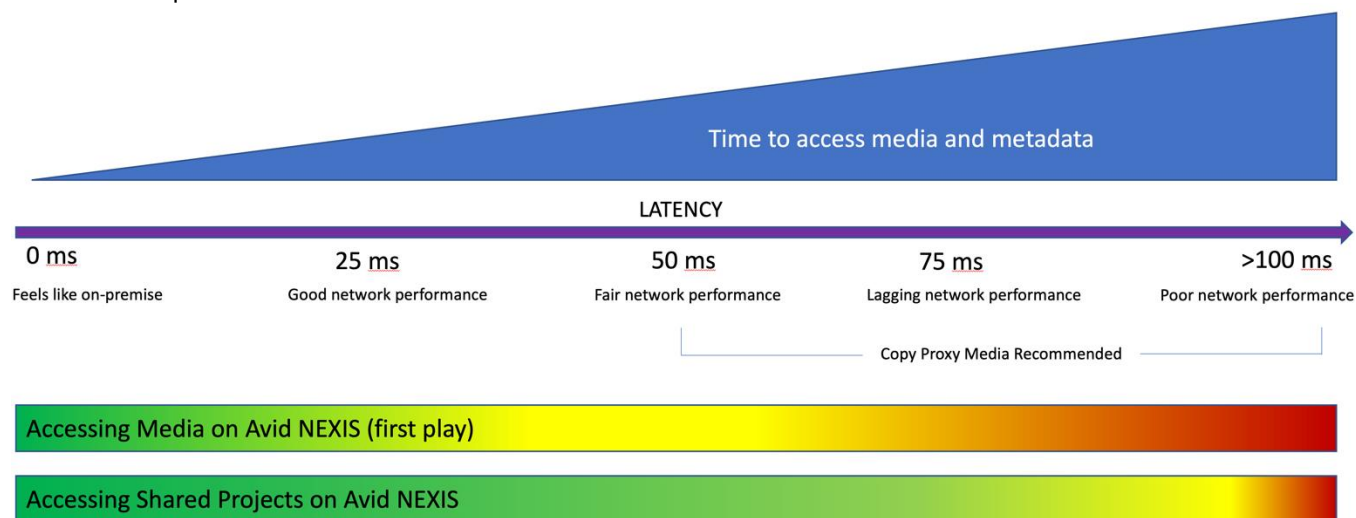 Time to access media and metadata
LATENCY
0 ms
25 ms
50 ms
75 ms
>100 ms
Feels like on-premise
Good network performance
Fair network performance
Lagging network performance
Poor network performance
Copy Proxy Media Recommended
Accessing Media on Avid NEXIS (first play)
Accessing Shared Projects on Avid NEXIS